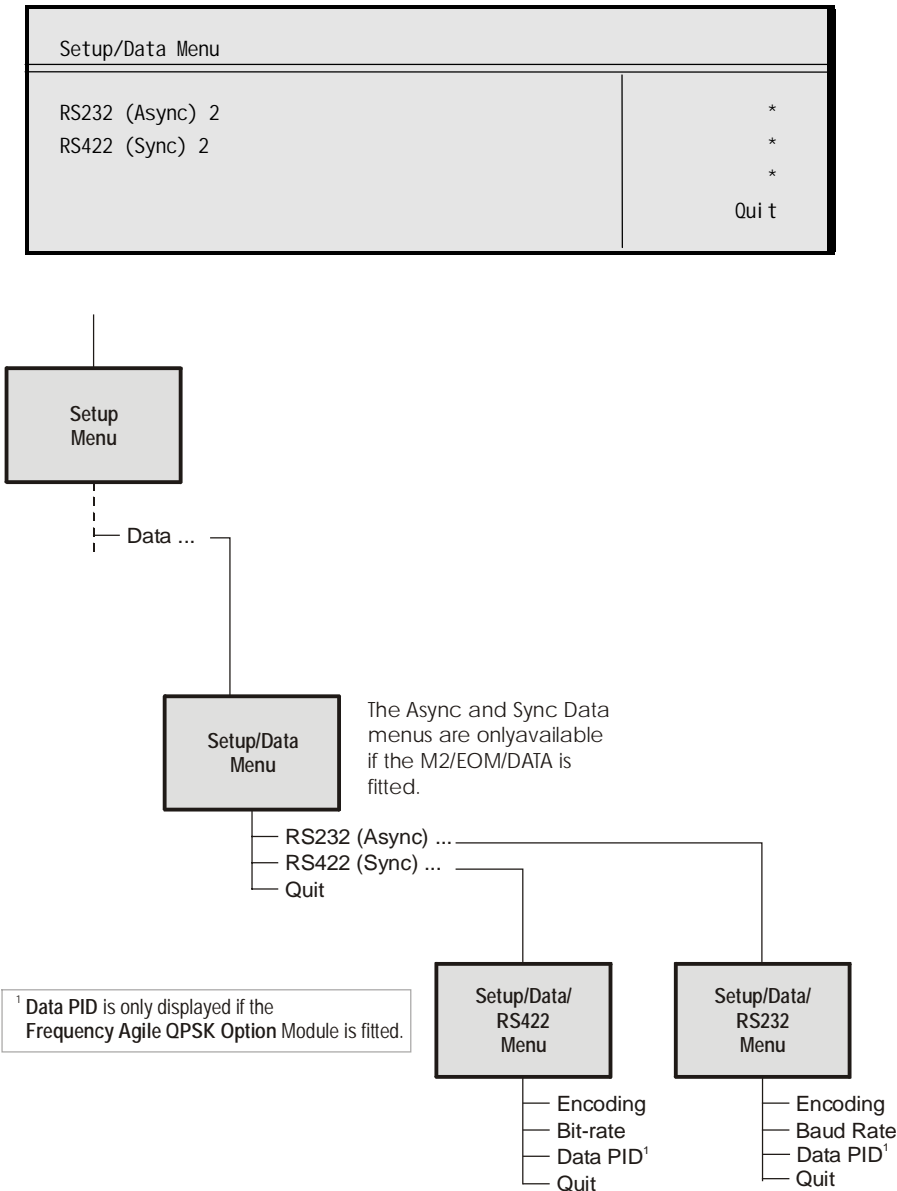 Setup/Data Menu
RS232 (Async) 2 *
RS422 (Sync) 2 *
*
Quit
Setup
Menu
Data ...
Setup/Data
Menu
The Async and Sync Data
menus are onlyavailable
if the M2/EOM/DATA is
fitted.
RS232 (Async) ...
RS422 (Sync) ...
Quit
1 Data PID is only displayed if the
Frequency Agile QPSK Option Module is fitted.
Setup/Data/
RS422
Menu
Encoding
Bit-rate
Data PID1
Quit
Setup/Data/
RS232
Menu
Encoding
Baud Rate
Data PID1
Quit